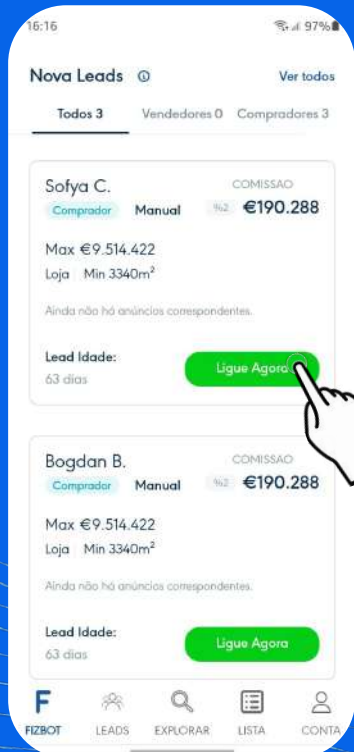 16:16 97%
Nova Leads Ver todos
Todos 3 Vendedores 0 Compradores 3
Sofya C. COMISSAO
Comprador Manual %2 €190.288
Max €9.514.422
Loja Min 3340m²
Ainda não há anúncios correspondentes.
Lead Idade:
63 dias
Ligue Agora
Bogdan B. COMISSAO
Comprador Manual %2 €190.288
Max €9.514.422
Loja Min 3340m²
Ainda não há anúncios correspondentes.
Lead Idade:
63 dias
Ligue Agora
F
FIZBOT LEADS EXPLORAR LISTA CONTA